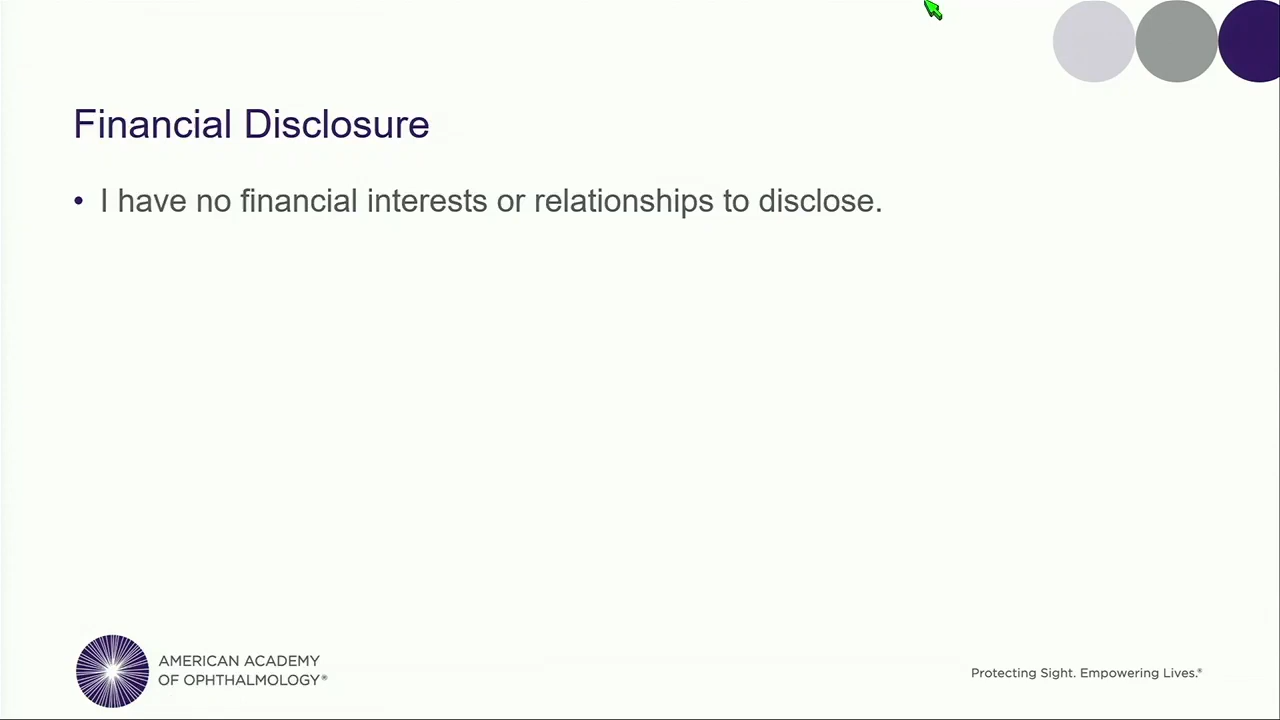 Financial Disclosure
• I have no financial interests or relationships to disclose.
AMERICAN ACADEMY
OF OPHTHALMOLOGY®
Protecting Sight. Empowering Lives.®